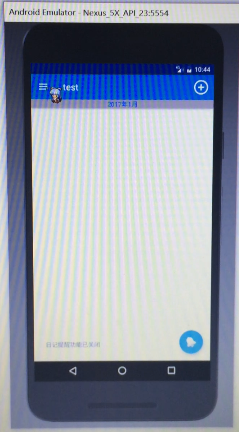 Android Emulator - Nexus_5X_API_23:5554
10:44
test
2017年1月